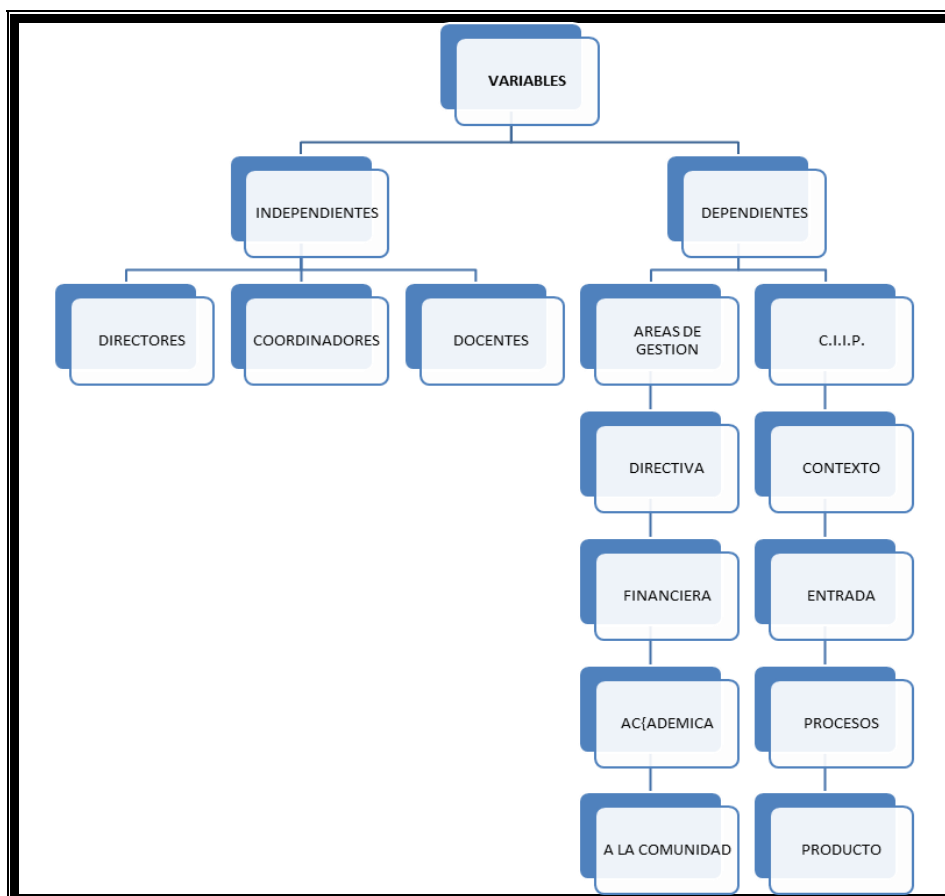 VARIABLES
INDEPENDIENTES
DEPENDIENTES
DIRECTORES
COORDINADORES
DOCENTES
AREAS DE
GESTION
C.I.I.P.
DIRECTIVA
CONTEXTO
FINANCIERA
ENTRADA
AC{ADEMICA
PROCESOS
A LA COMUNIDAD
PRODUCTO